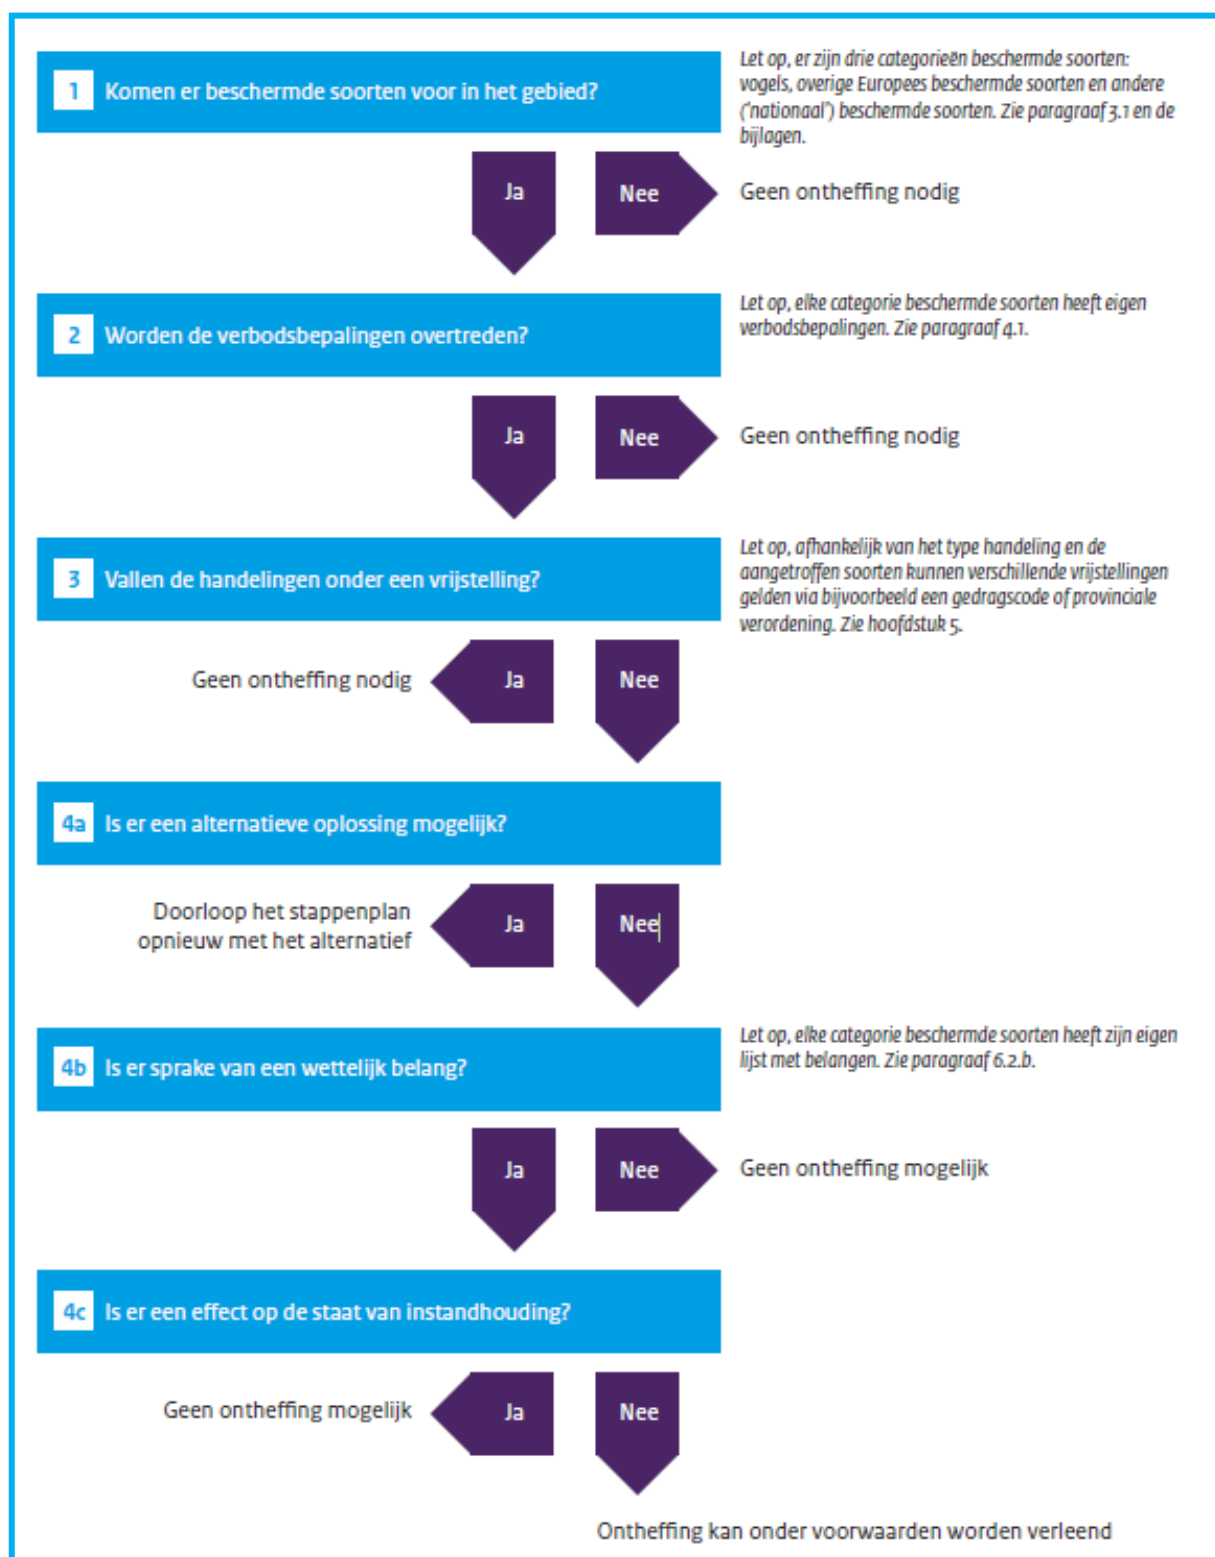 1 Komen er beschermde soorten voor in het gebied?
Let op, er zijn drie categorieën beschermde soorten:
vogels, overige Europees beschermde soorten en andere
('nationaal') beschermde soorten. Zie paragraaf 3.1 en de
bijlagen.
Ja
Nee
Geen ontheffing nodig
2 Worden de verbodsbepalingen overtreden?
Let op, elke categorie beschermde soorten heeft eigen
verbodsbepalingen. Zie paragraaf 4.1.
Ja
Nee
Geen ontheffing nodig
3 Vallen de handelingen onder een vrijstelling?
Let op, afhankelijk van het type handeling en de
aangetroffen soorten kunnen verschillende vrijstellingen
gelden via bijvoorbeeld een gedragscode of provinciale
verordening. Zie hoofdstuk 5.
Geen ontheffing nodig
Ja
Nee
4a Is er een alternatieve oplossing mogelijk?
Doorloop het stappenplan
opnieuw met het alternatief
Ja
Nee
4b Is er sprake van een wettelijk belang?
Let op, elke categorie beschermde soorten heeft zijn eigen
lijst met belangen. Zie paragraaf 6.2.b.
Ja
Nee
Geen ontheffing mogelijk
4c Is er een effect op de staat van instandhouding?
Geen ontheffing mogelijk
Ja
Nee
Ontheffing kan onder voorwaarden worden verleend